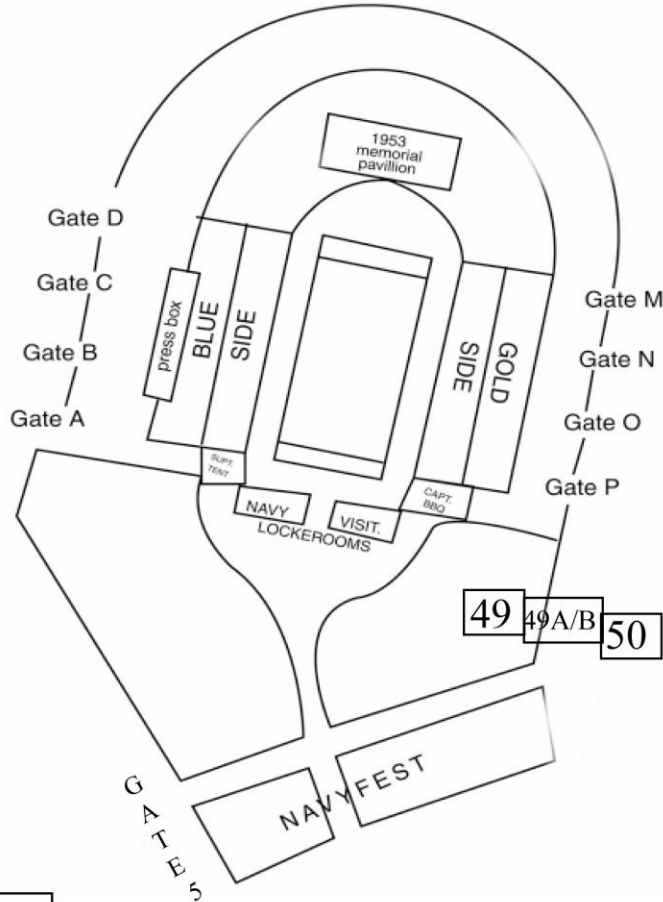 1953
memorial
pavillion
Gate D
Gate C
Gate B
Gate A
press box
BLUE
SIDE
SIDE
GOLD
Gate M
Gate N
Gate O
Gate P
SUPT.
TENT
CAPT.
BBQ
NAVY
VISIT.
LOCKEROOMS
49
49A/B
50
NAVYFEST
GATE 5